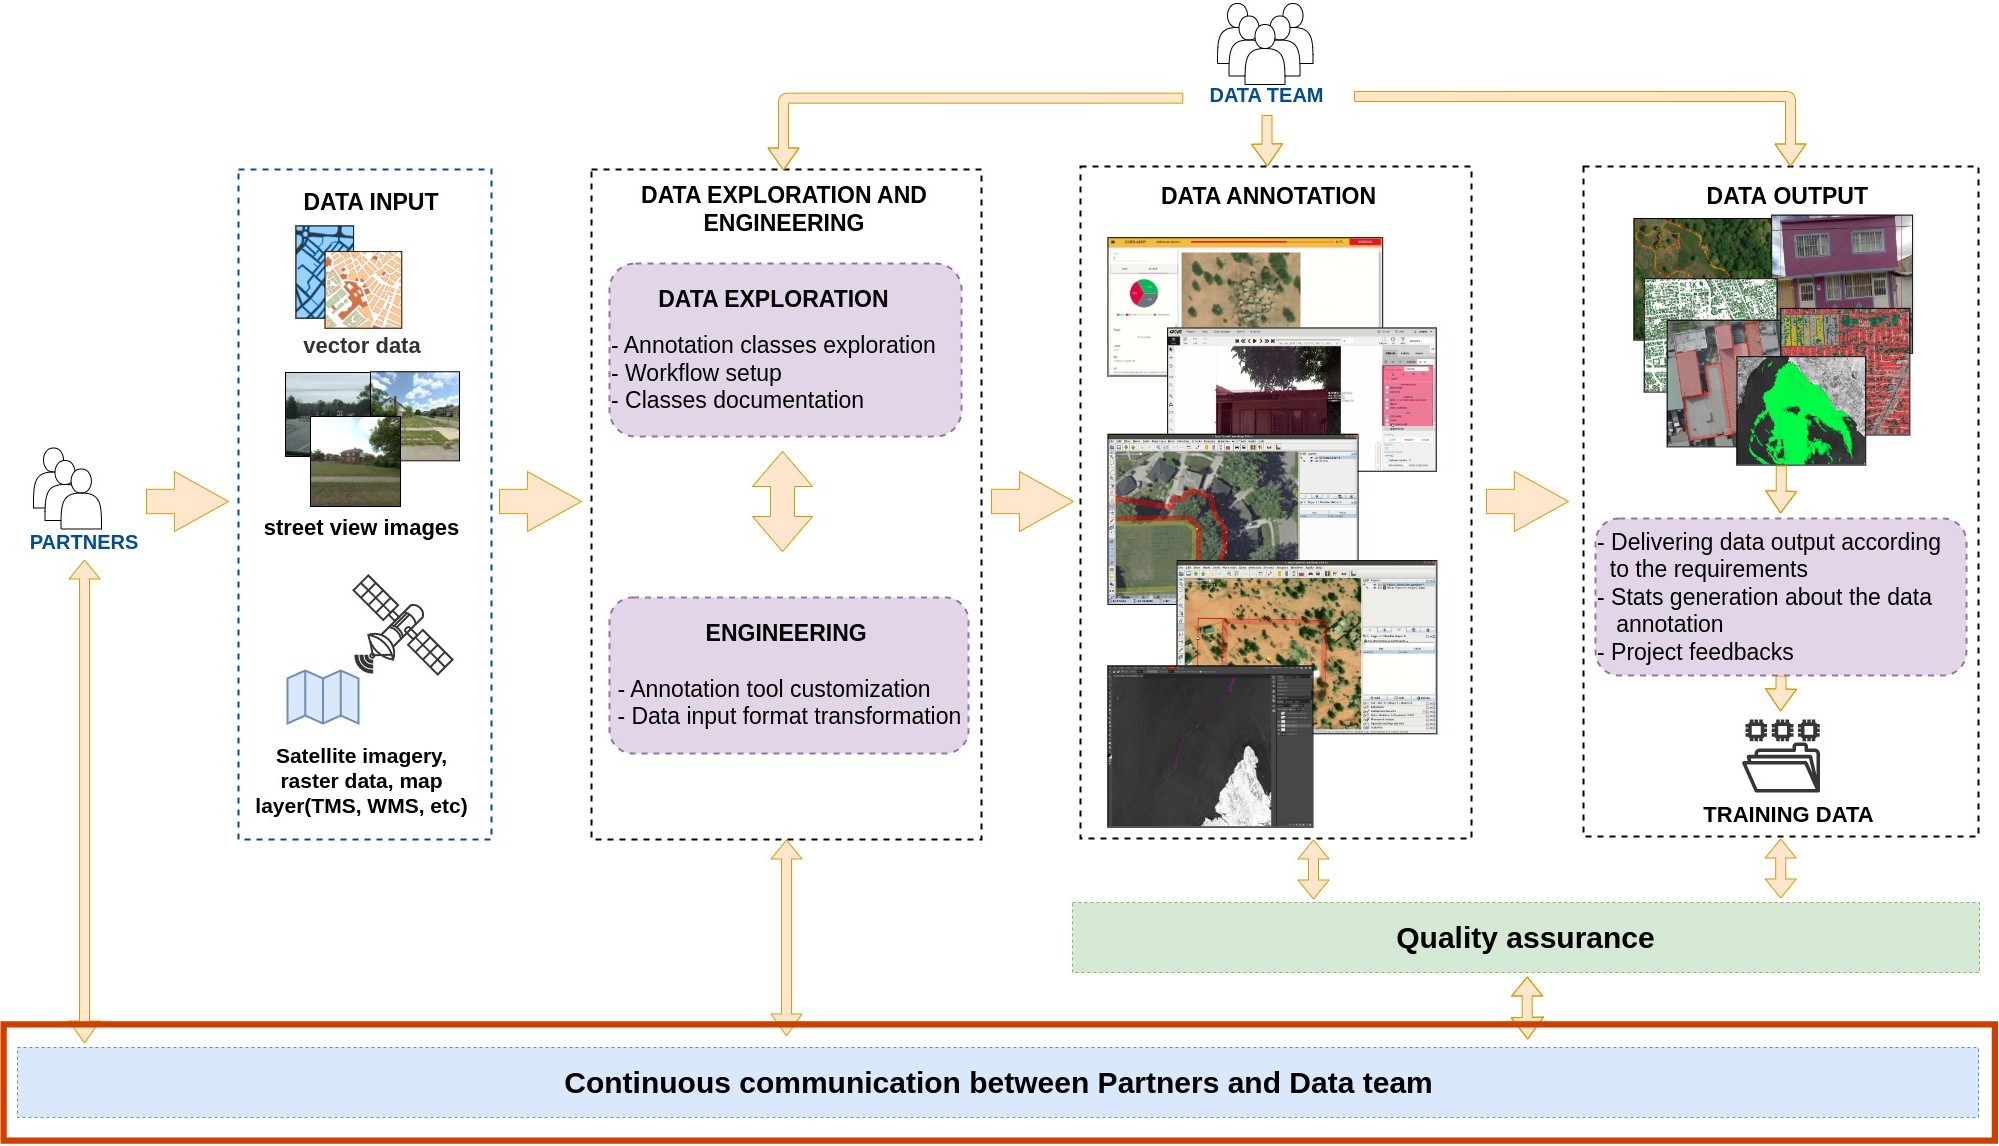 DATA TEAM
PARTNERS
DATA INPUT
vector data
street view images
Satellite imagery,
raster data, map
layer(TMS, WMS, etc)
DATA EXPLORATION AND
ENGINEERING
DATA EXPLORATION
- Annotation classes exploration
- Workflow setup
- Classes documentation
ENGINEERING
- Annotation tool customization
- Data input format transformation
DATA ANNOTATION
DATA OUTPUT
- Delivering data output according
to the requirements
- Stats generation about the data
annotation
- Project feedbacks
TRAINING DATA
Quality assurance
Continuous communication between Partners and Data team